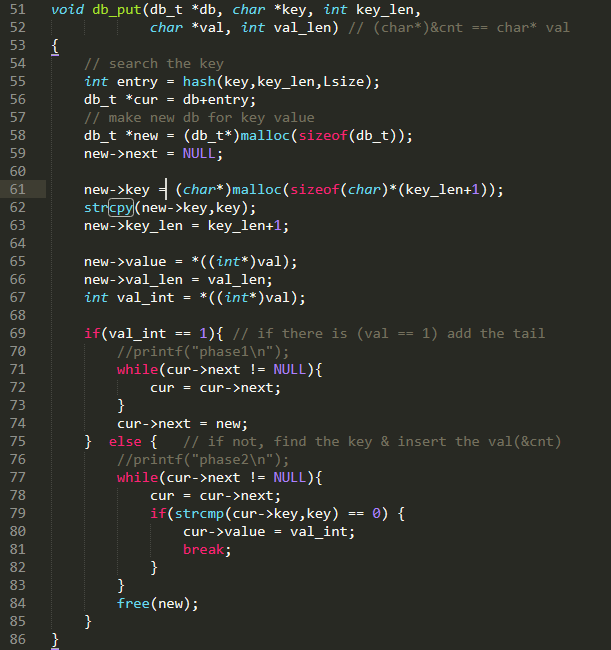 51 void db_put(db_t *db, char *key, int key_len,
52             char *val, int val_len) // (char*)&cnt == char* val
53 {
54     // search the key
55     int entry = hash(key,key_len,Lsize);
56     db_t *cur = db+entry;
57     // make new db for key value
58     db_t *new = (db_t*)malloc(sizeof(db_t));
59     new->next = NULL;
60
61     new->key = (char*)malloc(sizeof(char)*(key_len+1));
62     strcpy(new->key,key);
63     new->key_len = key_len+1;
64
65     new->value = *((int*)val);
66     new->val_len = val_len;
67     int val_int = *((int*)val);
68
69     if(val_int == 1){ // if there is (val == 1) add the tail
70         //printf("phase1\n");
71         while(cur->next != NULL){
72             cur = cur->next;
73         }
74         cur->next = new;
75     }  else {   // if not, find the key & insert the val(&cnt)
76         //printf("phase2\n");
77         while(cur->next != NULL){
78             cur = cur->next;
79             if(strcmp(cur->key,key) == 0) {
80                 cur->value = val_int;
81                 break;
82             }
83         }
84         free(new);
85     }
86 }